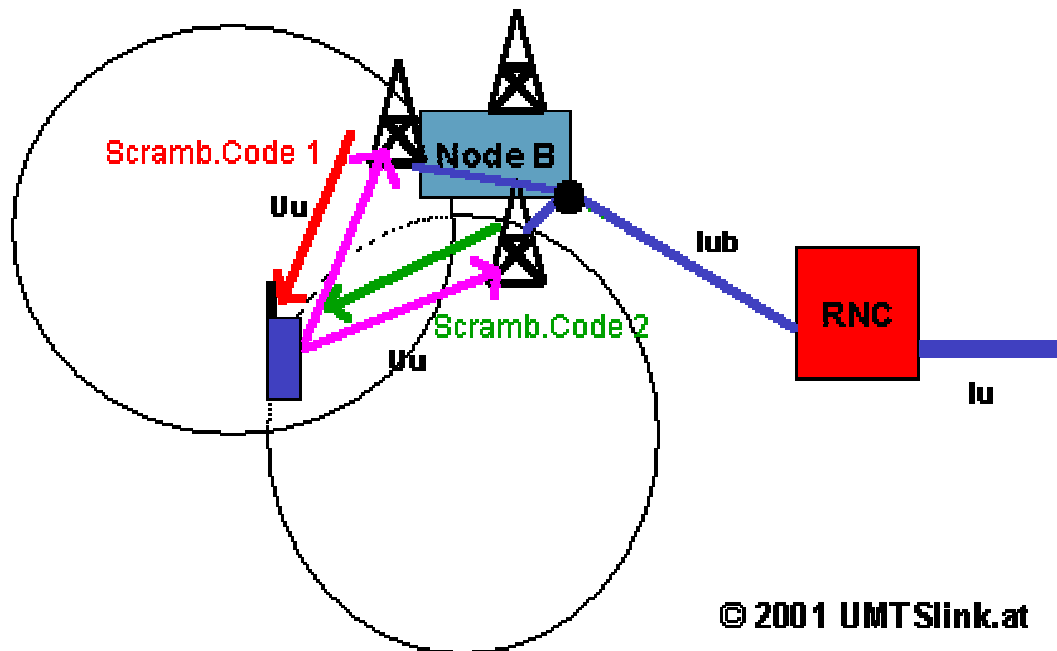 Scramb.Code 1
Node B
Uu
Iub
RNC
Scramb.Code 2
Uu
Iu
© 2001 UMTSlink.at